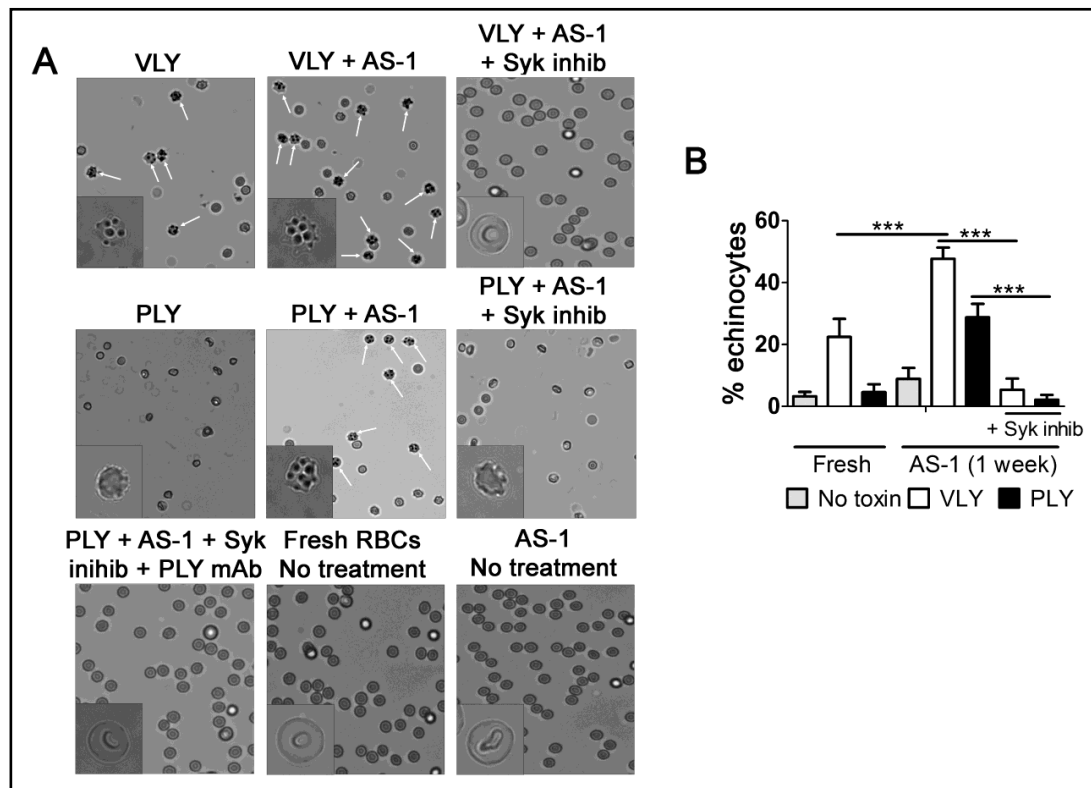 A
VLY
VLY + AS-1
VLY + AS-1
+ Syk inhib
PLY
PLY + AS-1
PLY + AS-1
+ Syk inhib
PLY + AS-1 + Syk
inihib + PLY mAb
Fresh RBCs
No treatment
AS-1
No treatment
B
% echinocytes
60
40
20
0
***
***
***
+ Syk inhib
Fresh
AS-1 (1 week)
No toxin
VLY
PLY